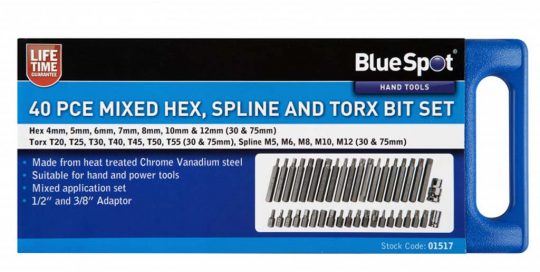 LIFE
TIME
GUARANTEE
BlueSpot
HAND TOOLS
40 PCE MIXED HEX, SPLINE AND TORX BIT SET
Hex 4mm, 5mm, 6mm, 7mm, 8mm, 10mm & 12mm (30 & 75mm)
Torx T20, T25, T30, T40, T45, T50, T55 (30 & 75mm), Spline M5, M6, M8, M10, M12 (30 & 75mm)
• Made from heat treated Chrome Vanadium steel
• Suitable for hand and power tools
• Mixed application set
• 1/2" and 3/8" Adaptor
Stock Code: 01517